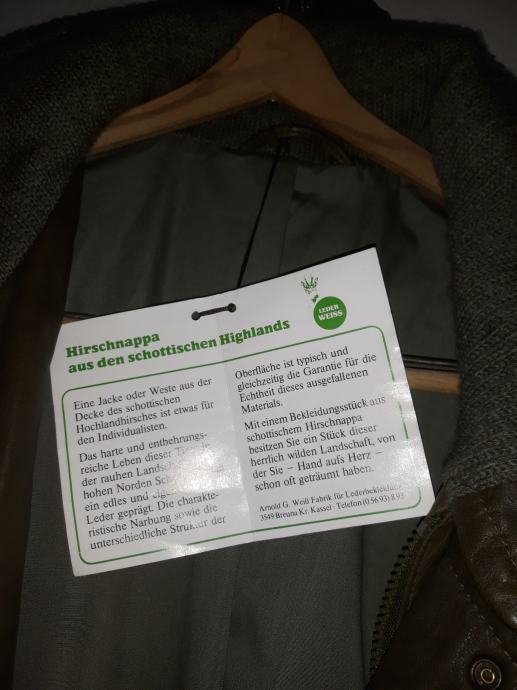 LEDER
WEISS
Hirschnappa
aus den schottischen Highlands
Eine Jacke oder Weste aus der
Decke des schottischen
Hochlandhirsches ist etwas für
den Individualisten.
Das harte und entbehrungs-
reiche Leben dieser
der rauhen
hohen Norden
ein edles und
Leder geprägt. Die charakte-
ristische Narbung sowie die
unterschiedliche Struktur der
Oberfläche ist typisch und
gleichzeitig die Garantie für die
Echtheit dieses ausgefallenen
Materials.
Mit einem Bekleidungsstück aus
schottischem Hirschnappa
besitzen Sie ein Stück dieser
herrlich wilden Landschaft, von
der Sie – Hand aufs Herz –
schon oft geträumt haben.
Arnold G. Weiß Fabrik für Lederbekleidung
3549 Breuna Kr. Kassel · Telefon (0 56 93) 8 93